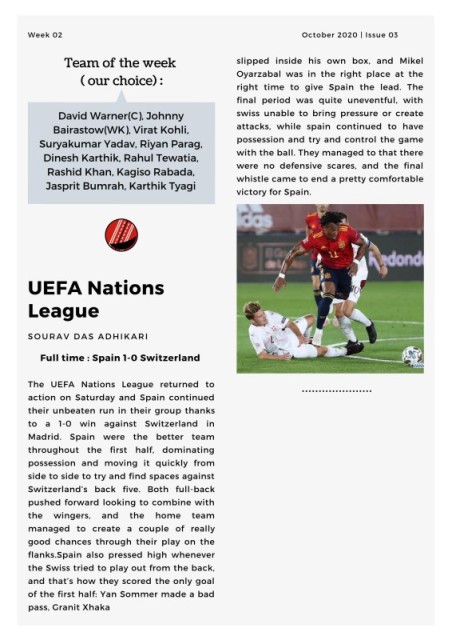 Week 02
October 2020 | Issue 03
Team of the week
( our choice) :
David Warner(C), Johnny
Bairastow(WK), Virat Kohli,
Suryakumar Yadav, Riyan Parag,
Dinesh Karthik, Rahul Tewatia,
Rashid Khan, Kagiso Rabada,
Jasprit Bumrah, Karthik Tyagi
UEFA Nations
League
SOURAV DAS ADHIKARI
Full time : Spain 1-0 Switzerland
The UEFA Nations League returned to
action on Saturday and Spain continued
their unbeaten run in their group thanks
to a 1-0 win against Switzerland in
Madrid. Spain were the better team
throughout the first half, dominating
possession and moving it quickly from
side to side to try and find spaces against
Switzerland's back five. Both full-back
pushed forward looking to combine with
the wingers, and the home team
managed to create a couple of really
good chances through their play on the
flanks.Spain also pressed high whenever
the Swiss tried to play out from the back,
and that's how they scored the only goal
of the first half: Yan Sommer made a bad
pass, Granit Xhaka
slipped inside his own box, and Mikel
Oyarzabal was in the right place at the
right time to give Spain the lead. The
final period was quite uneventful, with
swiss unable to bring pressure or create
attacks, while spain continued to have
possession and try and control the game
with the ball. They managed to that there
were no defensive scares, and the final
whistle came to end a pretty comfortable
victory for Spain.
adidas
Redondo
11
.....................